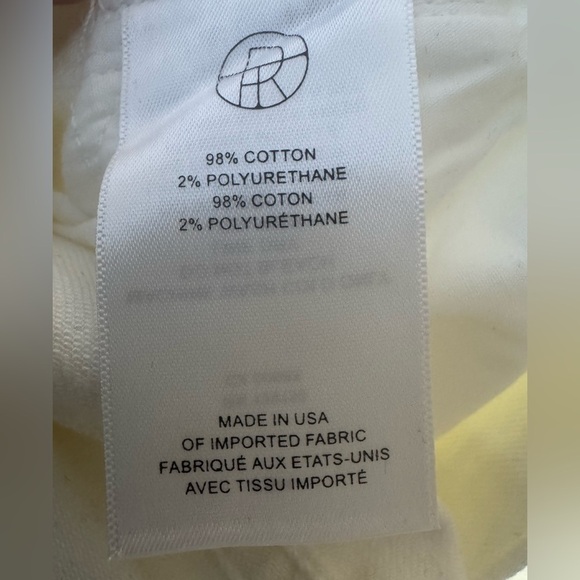 98% COTTON
2% POLYURETHANE
98% COTON
2% POLYURÉTHANE
MADE IN USA
OF IMPORTED FABRIC
FABRIQUÉ AUX ETATS-UNIS
AVEC TISSU IMPORTÉ